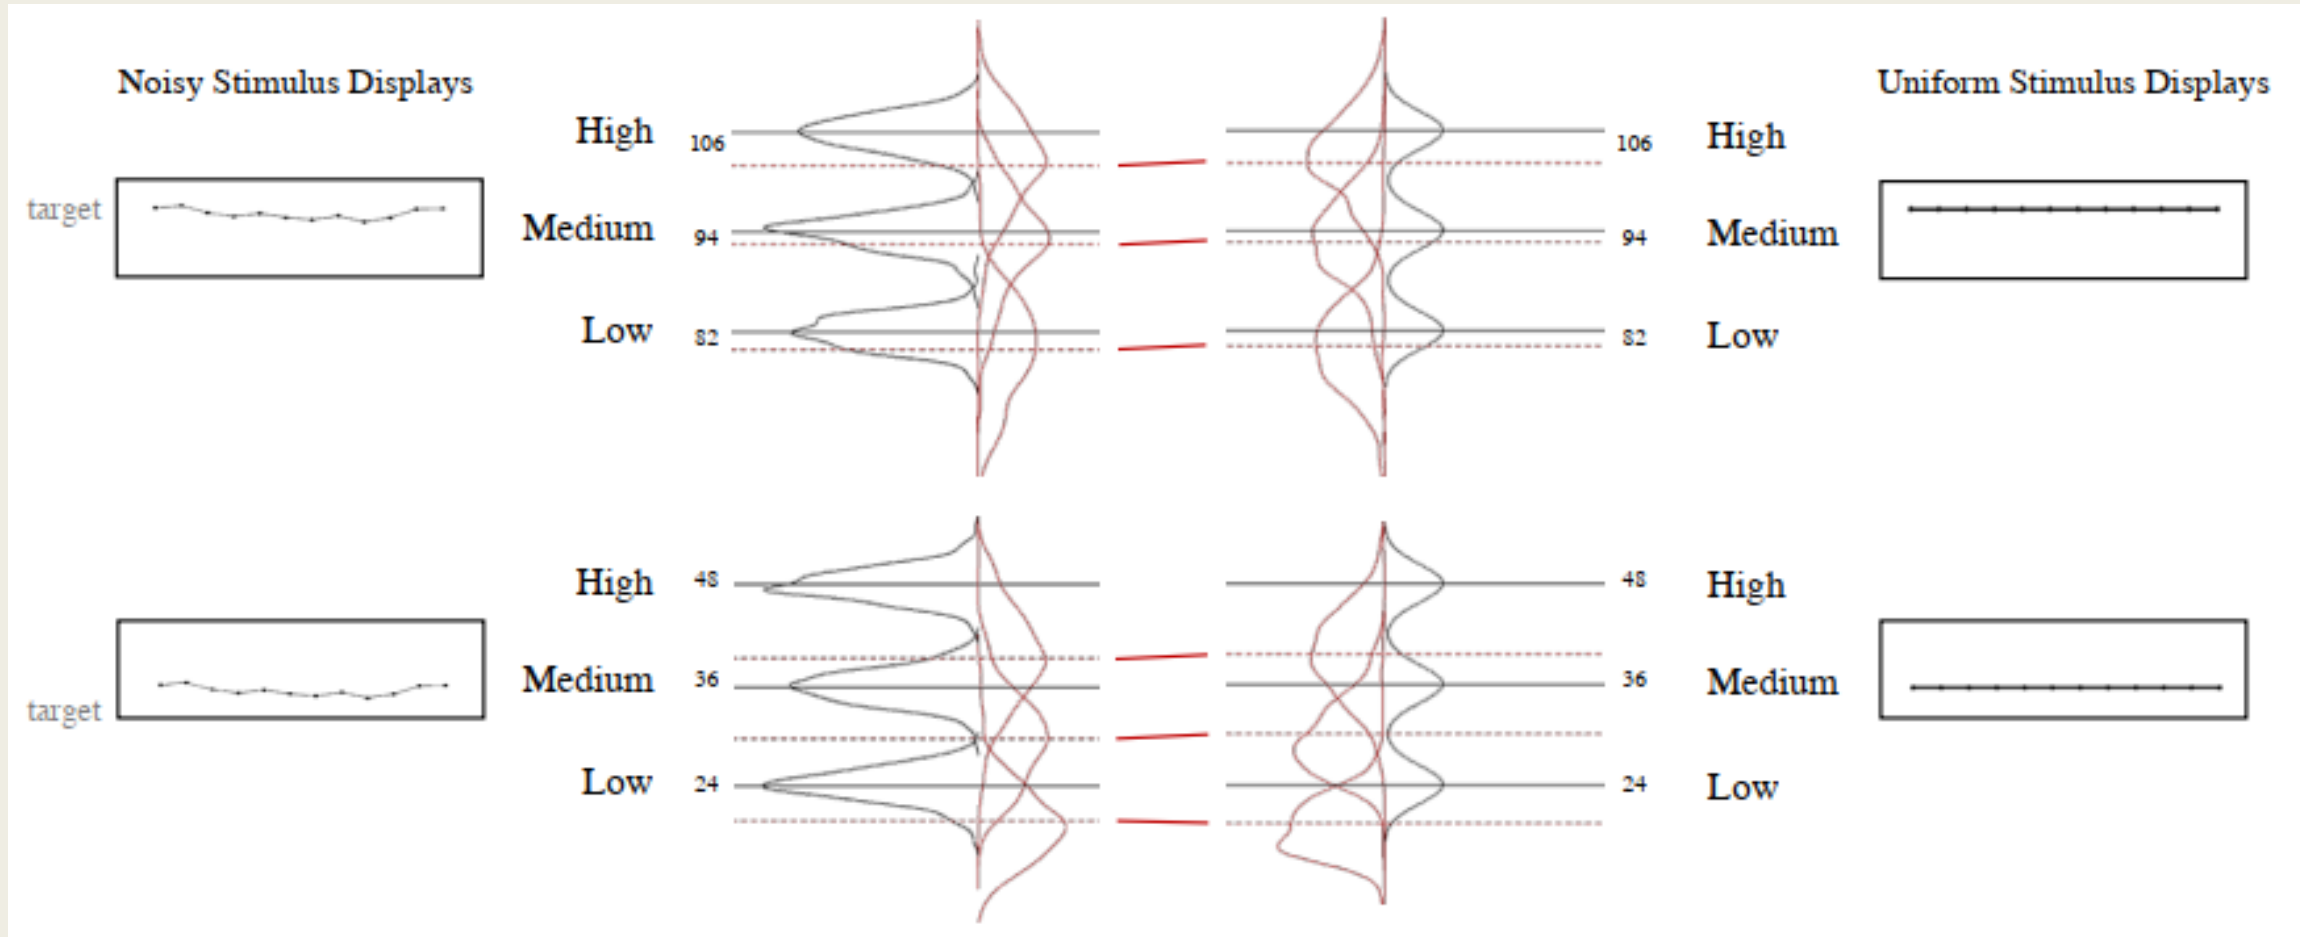 Noisy Stimulus Displays
Uniform Stimulus Displays
High 106
106 High
target
Medium 94
94 Medium
Low 82
82 Low
High 48
48 High
Medium 36
36 Medium
target
Low 24
24 Low